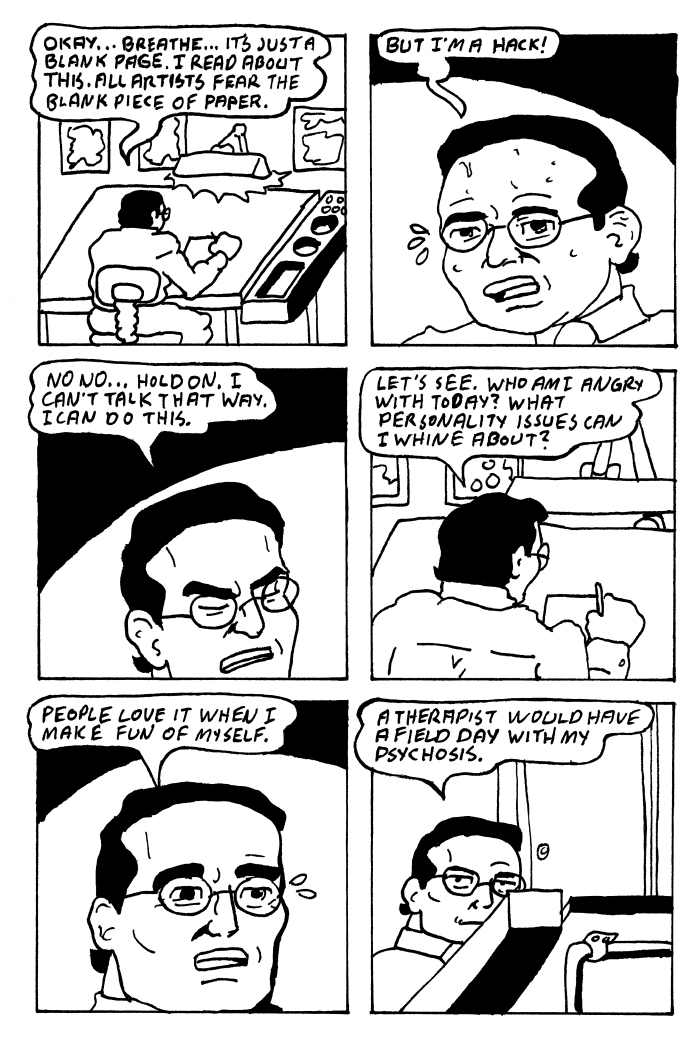 OKAY... BREATHE... IT'S JUST A
BLANK PAGE. I READ ABOUT
THIS. ALL ARTISTS FEAR THE
BLANK PIECE OF PAPER.
BUT I'M A HACK!
NO NO... HOLD ON. I
CAN'T TALK THAT WAY.
I CAN DO THIS.
LET'S SEE. WHO AM I ANGRY
WITH TODAY? WHAT
PERSONALITY ISSUES CAN
I WHINE ABOUT?
PEOPLE LOVE IT WHEN I
MAKE FUN OF MYSELF.
A THERAPIST WOULD HAVE
A FIELD DAY WITH MY
PSYCHOSIS.